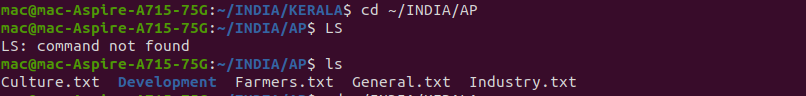 mac@mac-Aspire-A715-75G:~/INDIA/KERALA$ cd ~/INDIA/AP
mac@mac-Aspire-A715-75G:~/INDIA/AP$ LS
LS: command not found
mac@mac-Aspire-A715-75G:~/INDIA/AP$ ls
Culture.txt  Development  Farmers.txt  General.txt  Industry.txt